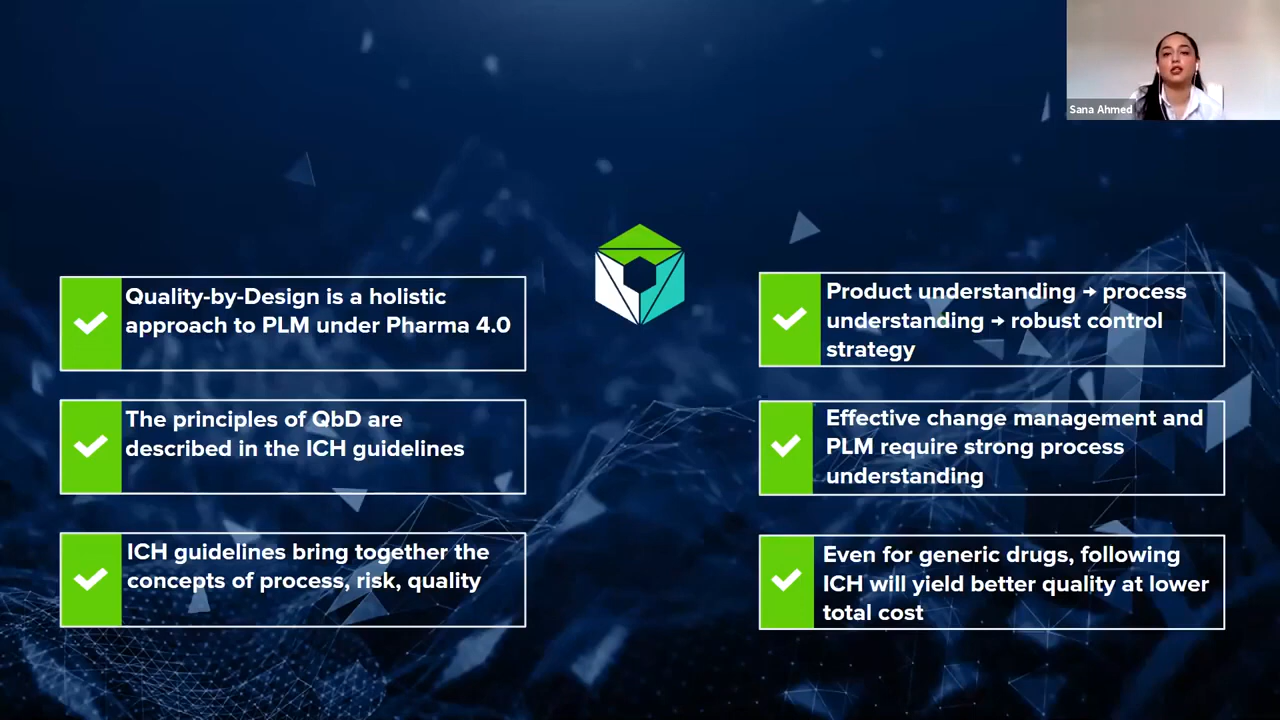 Sana Ahmed
Quality-by-Design is a holistic
approach to PLM under Pharma 4.0
The principles of QbD are
described in the ICH guidelines
ICH guidelines bring together the
concepts of process, risk, quality
Product understanding → process
understanding → robust control
strategy
Effective change management and
PLM require strong process
understanding
Even for generic drugs, following
ICH will yield better quality at lower
total cost